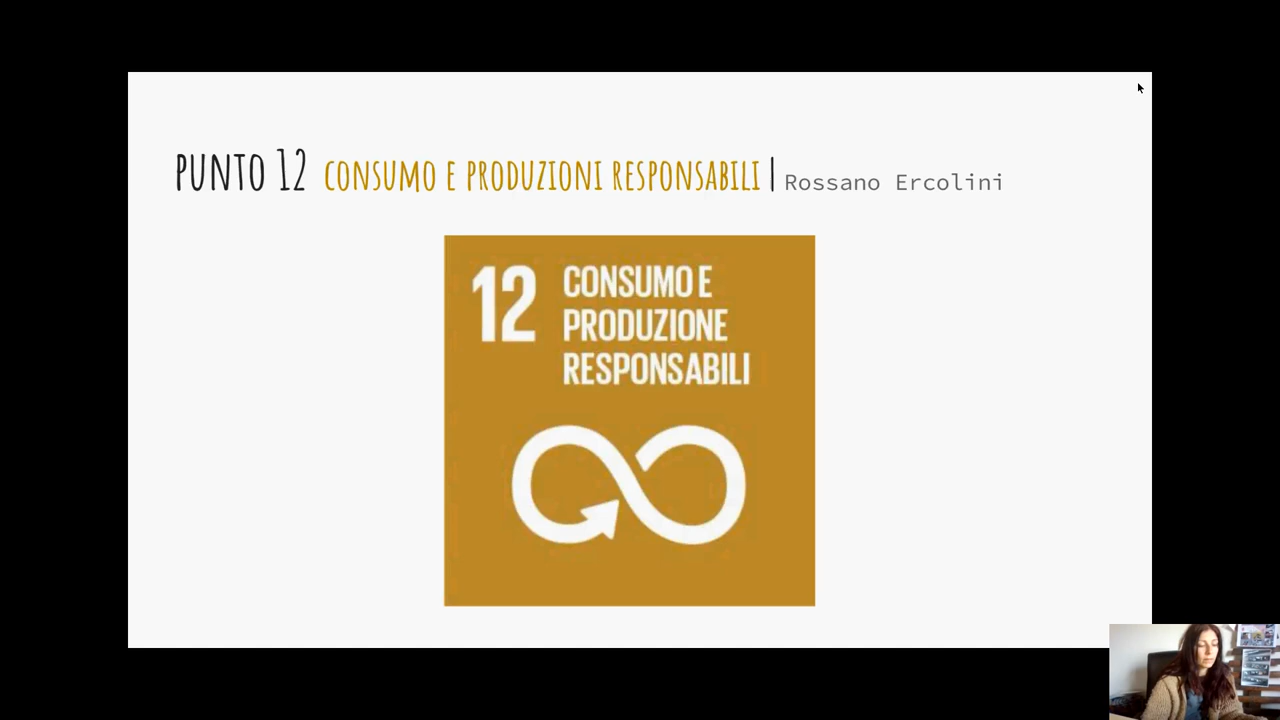 PUNTO 12 CONSUMO E PRODUZIONI RESPONSABILI | Rossano Ercolini
12 CONSUMO E
PRODUZIONE
RESPONSABILI